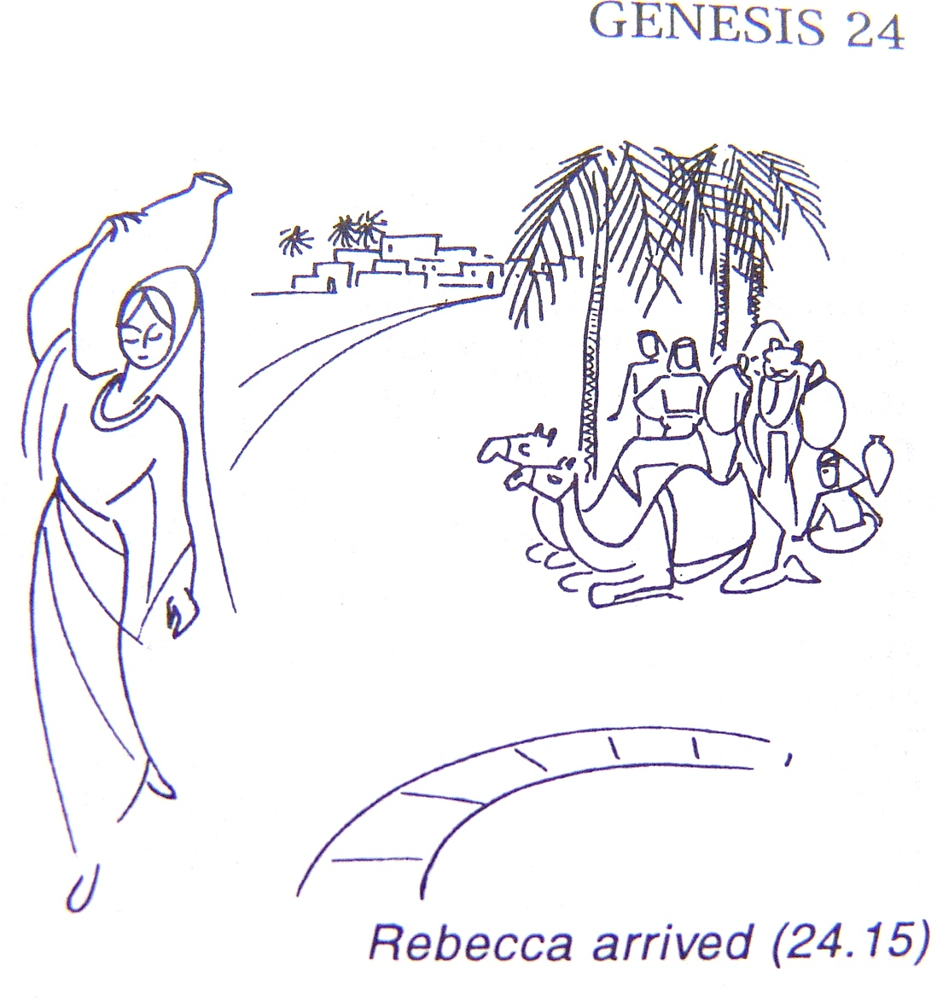 GENESIS 24
Rebecca arrived (24.15)